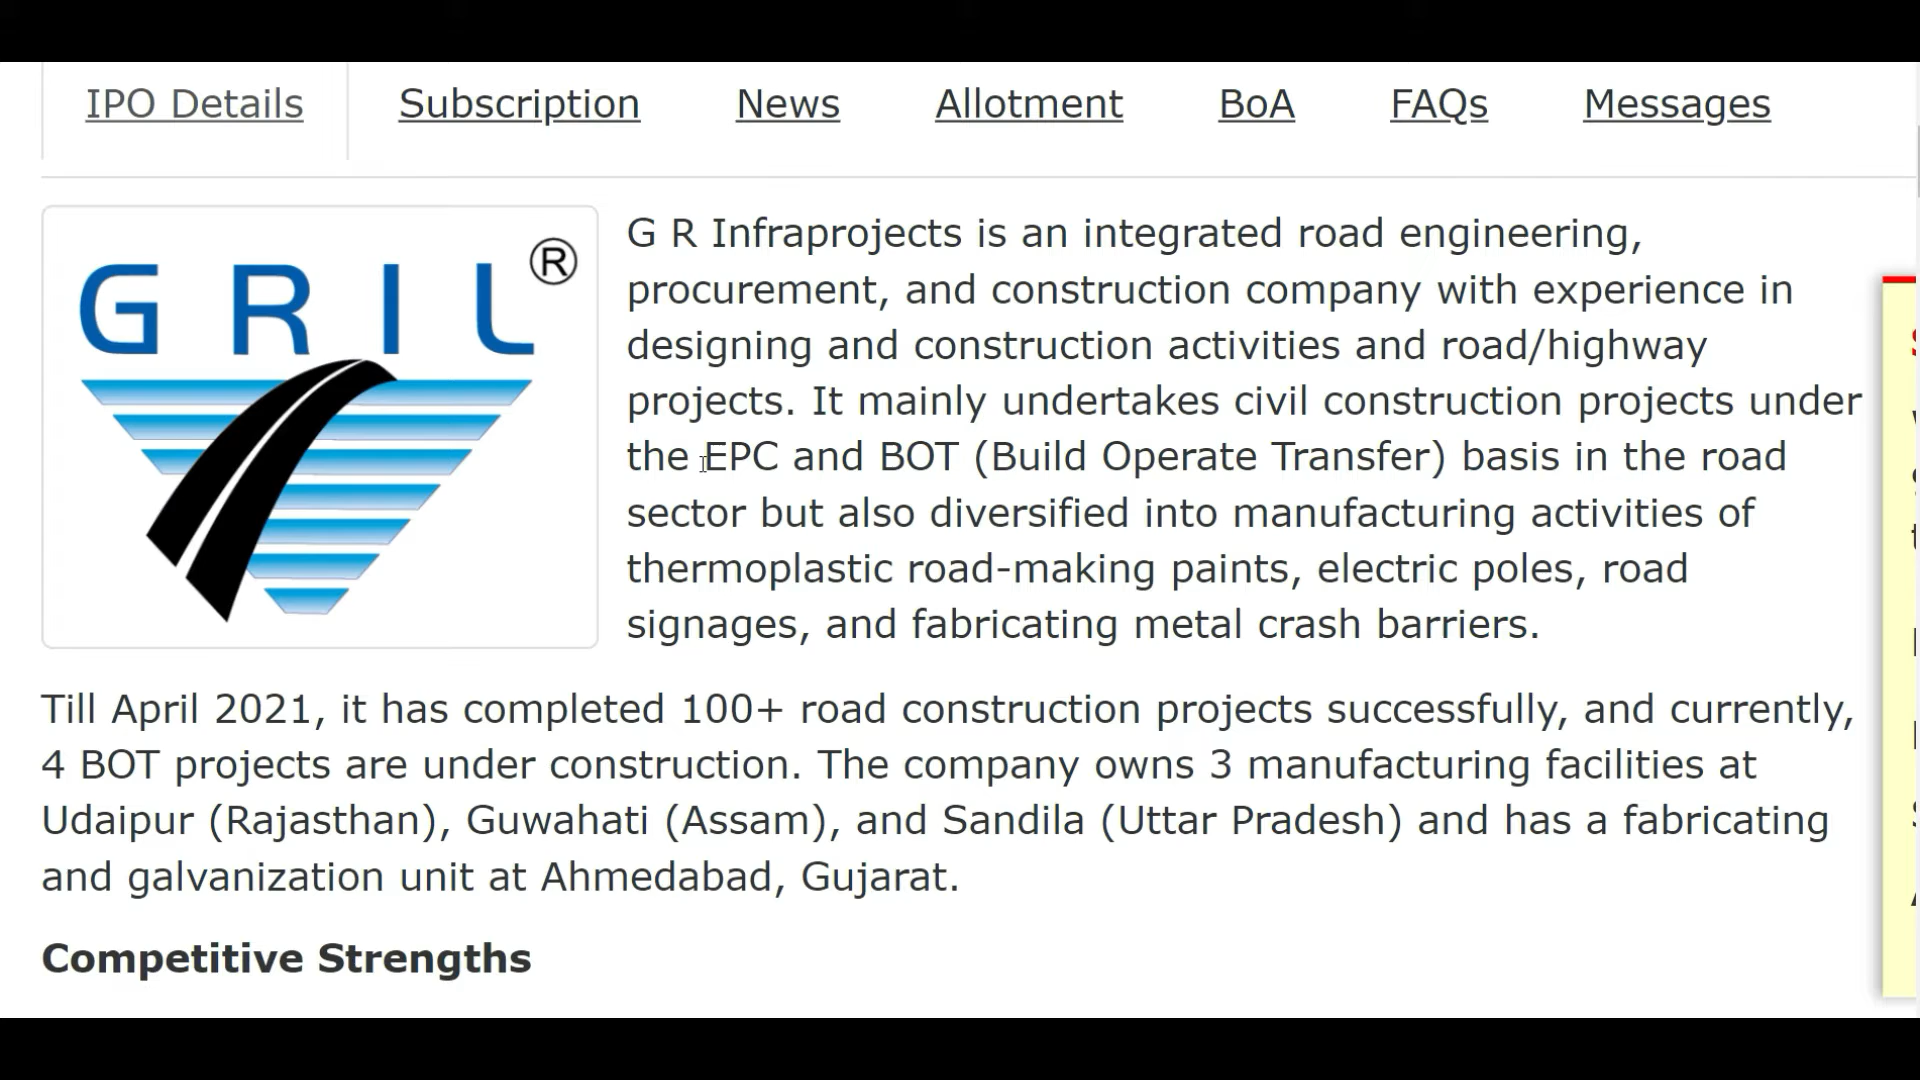 IPO Details Subscription News Allotment BoA FAQs Messages
G R I L ®
G R Infraprojects is an integrated road engineering,
procurement, and construction company with experience in
designing and construction activities and road/highway
projects. It mainly undertakes civil construction projects under
the EPC and BOT (Build Operate Transfer) basis in the road
sector but also diversified into manufacturing activities of
thermoplastic road-making paints, electric poles, road
signages, and fabricating metal crash barriers.
Till April 2021, it has completed 100+ road construction projects successfully, and currently,
4 BOT projects are under construction. The company owns 3 manufacturing facilities at
Udaipur (Rajasthan), Guwahati (Assam), and Sandila (Uttar Pradesh) and has a fabricating
and galvanization unit at Ahmedabad, Gujarat.
Competitive Strengths